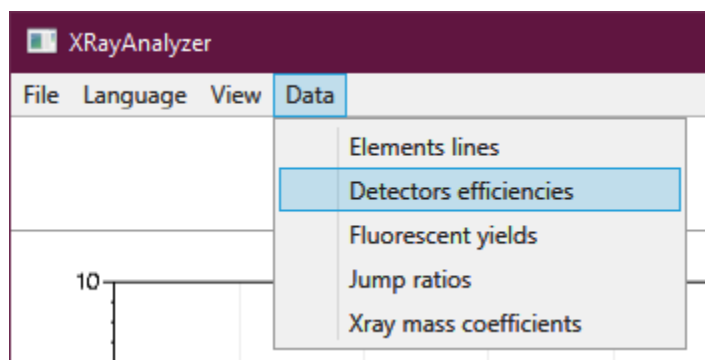 XRayAnalyzer
File Language View Data
Elements lines
Detectors efficiencies
Fluorescent yields
Jump ratios
Xray mass coefficients
10